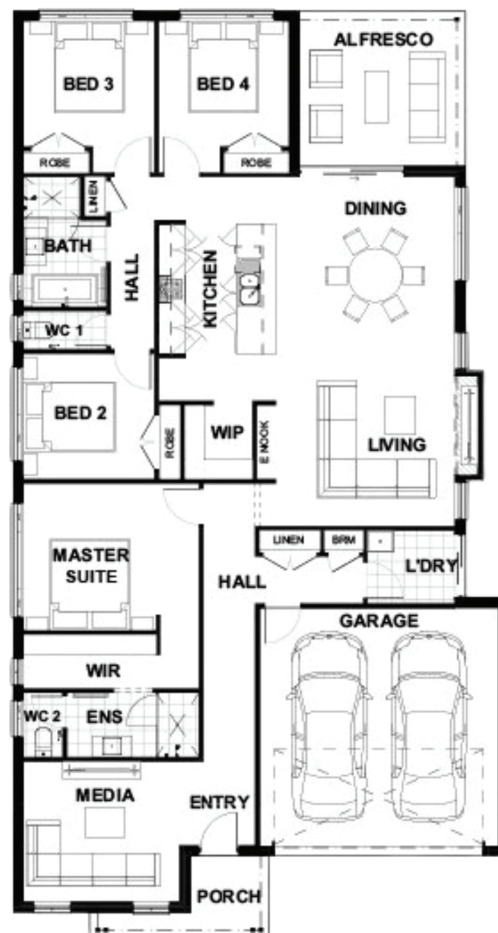 ALFRESCO
BED 3
BED 4
ROBE
ROBE
LINEN
DINING
BATH
HALL
KITCHEN
WC 1
BED 2
ROBE
WIP
E NOOK
LIVING
MASTER
SUITE
LINEN
BRM
L'DRY
HALL
GARAGE
WIR
WC 2
ENS
MEDIA
ENTRY
PORCH